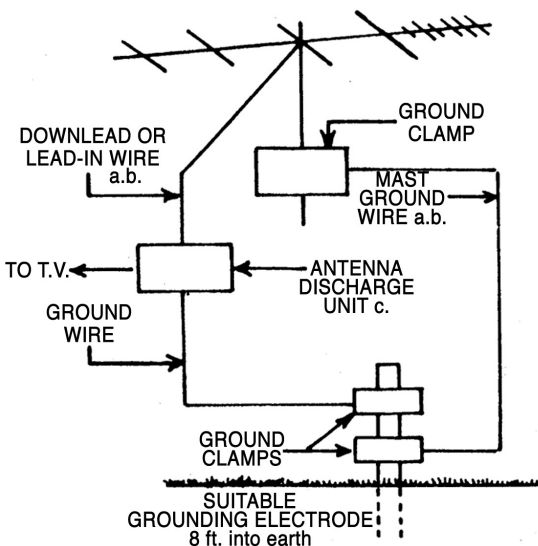 GROUND
CLAMP
DOWNLEAD OR
LEAD-IN WIRE
a.b.
MAST
GROUND
WIRE a.b.
TO T.V.
ANTENNA
DISCHARGE
UNIT c.
GROUND
WIRE
GROUND
CLAMPS
SUITABLE
GROUNDING ELECTRODE
8 ft. into earth